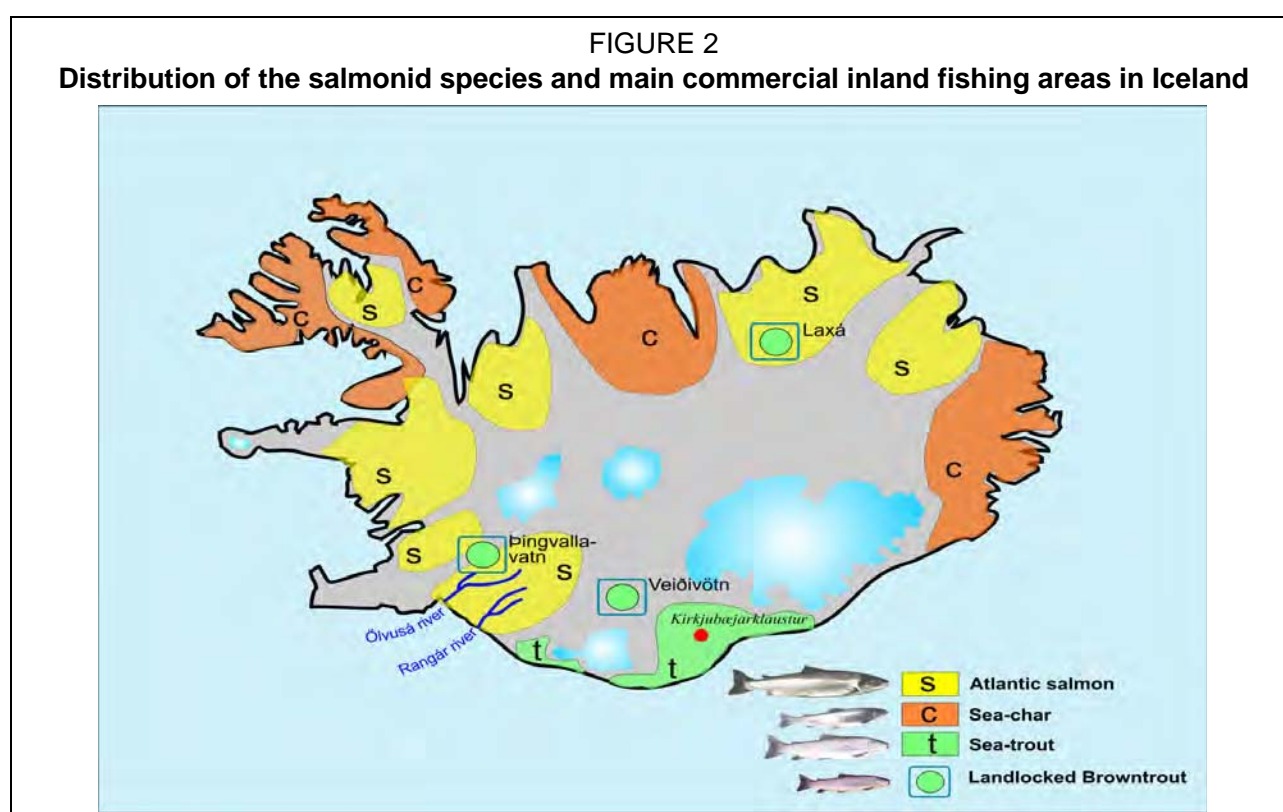 FIGURE 2
Distribution of the salmonid species and main commercial inland fishing areas in Iceland
C
C
S
S
Laxá
C
S
S
S
C
S
Þingvalla-
vatn
S
Veiðivötn
Ölvusá river
Rangár river
Kirkjubæjarklaustur
t
t
S Atlantic salmon
C Sea-char
t Sea-trout
Landlocked Browntrout